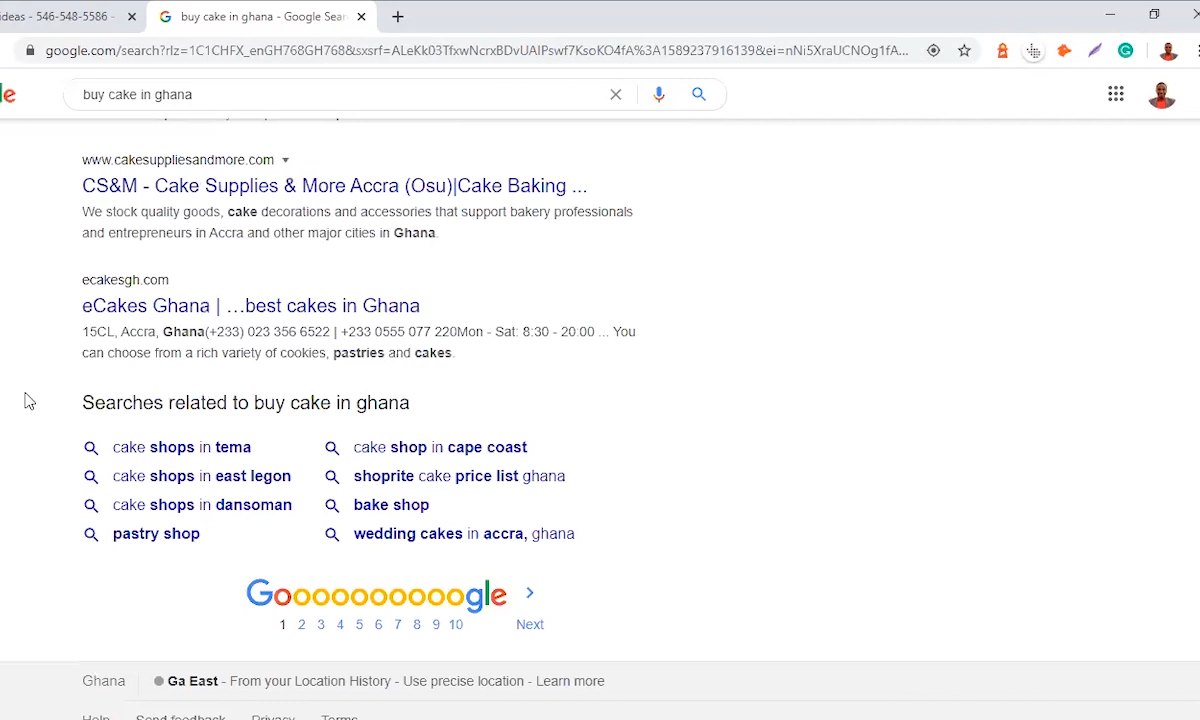 ideas - 546-548-5586 -
buy cake in ghana - Google Sear
google.com/search?rlz=1C1CHFX_enGH768GH768&sxsrf=ALeKk03TfxwNcrxBDvUAlPswf7KsoKO4fA%3A1589237916139&ei=nNi5XraUCNOg1fA...
le
buy cake in ghana
www.cakesuppliesandmore.com
CS&M - Cake Supplies & More Accra (Osu)|Cake Baking ...
We stock quality goods, cake decorations and accessories that support bakery professionals
and entrepreneurs in Accra and other major cities in Ghana.
ecakesgh.com
eCakes Ghana | …best cakes in Ghana
15CL, Accra, Ghana(+233) 023 356 6522 | +233 0555 077 220Mon - Sat: 8:30 - 20:00 ... You
can choose from a rich variety of cookies, pastries and cakes.
Searches related to buy cake in ghana
cake shops in tema
cake shops in east legon
cake shops in dansoman
pastry shop
cake shop in cape coast
shoprite cake price list ghana
bake shop
wedding cakes in accra, ghana
Goooooooooogle
1 2 3 4 5 6 7 8 9 10 Next
Ghana
Ga East - From your Location History - Use precise location - Learn more
Help Send feedback Privacy Terms